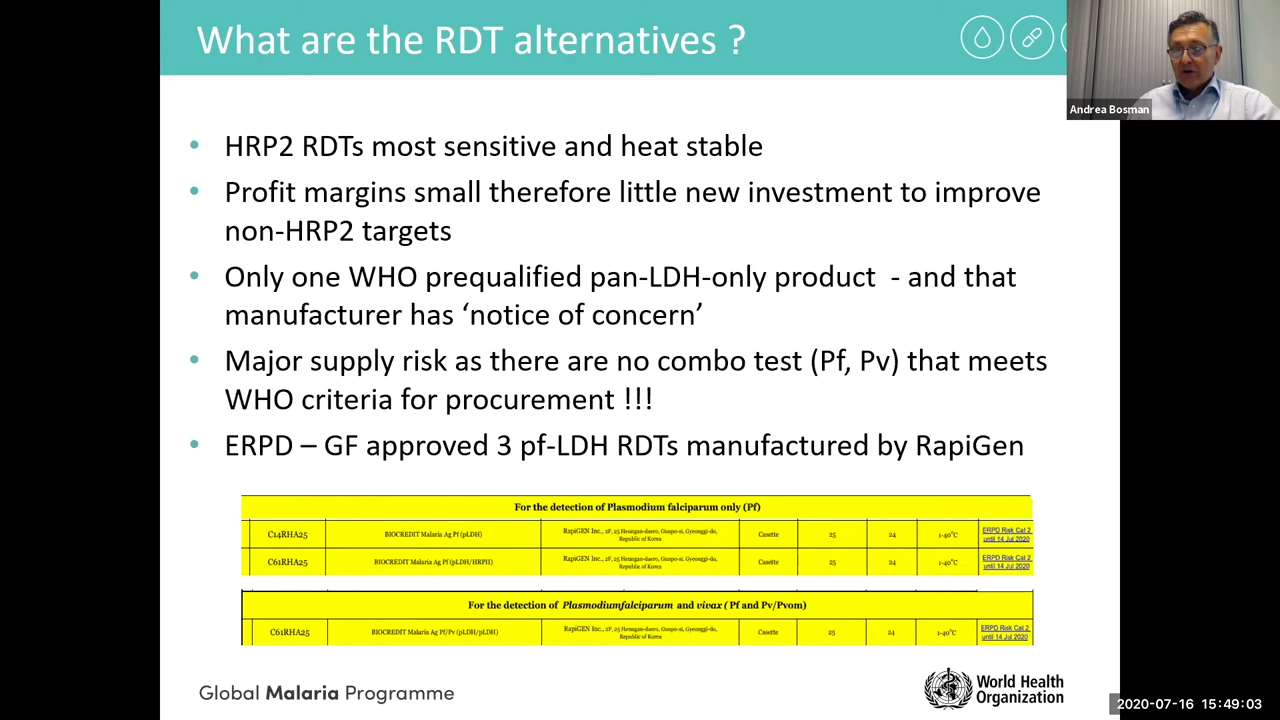 What are the RDT alternatives ?
Andrea Bosman
• HRP2 RDTs most sensitive and heat stable
• Profit margins small therefore little new investment to improve
non-HRP2 targets
• Only one WHO prequalified pan-LDH-only product - and that
manufacturer has ‘notice of concern’
• Major supply risk as there are no combo test (Pf, Pv) that meets
WHO criteria for procurement !!!
• ERPD – GF approved 3 pf-LDH RDTs manufactured by RapiGen
For the detection of Plasmodium falciparum only (Pf)
C14RHA25 BIOCREDIT Malaria Ag Pf (pLDH) RapiGEN Inc., 2F, 25 Heungan-daero, Gunpo-si, Gyeonggi-do, Casette 25 24 1-40°C ERPD Risk Cat 2
Republic of Korea until 14 Jul 2020
C61RHA25 BIOCREDIT Malaria Ag Pf (pLDH/HRPII) RapiGEN Inc., 2F, 25 Heungan-daero, Gunpo-si, Gyeonggi-do, Casette 25 24 1-40°C ERPD Risk Cat 2
Republic of Korea until 14 Jul 2020
For the detection of Plasmodiumfalciparum and vivax ( Pf and Pv/Pvom)
C61RHA25 BIOCREDIT Malaria Ag Pf/Pv (pLDH/pLDH) RapiGEN Inc., 2F, 25 Heungan-daero, Gunpo-si, Gyeonggi-do, Casette 25 24 1-40°C ERPD Risk Cat 2
Republic of Korea until 14 Jul 2020
Global Malaria Programme
World Health
Organization
2020-07-16 15:49:03